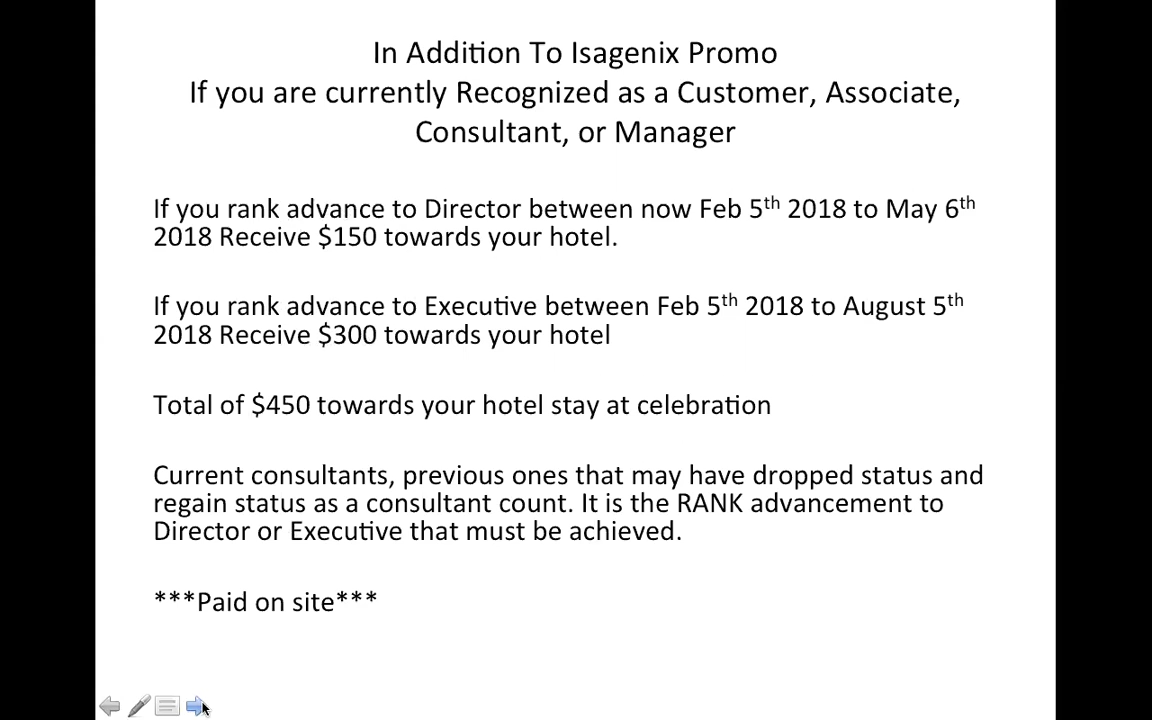 In Addition To Isagenix Promo
If you are currently Recognized as a Customer, Associate,
Consultant, or Manager
If you rank advance to Director between now Feb 5th 2018 to May 6th
2018 Receive $150 towards your hotel.
If you rank advance to Executive between Feb 5th 2018 to August 5th
2018 Receive $300 towards your hotel
Total of $450 towards your hotel stay at celebration
Current consultants, previous ones that may have dropped status and
regain status as a consultant count. It is the RANK advancement to
Director or Executive that must be achieved.
***Paid on site***